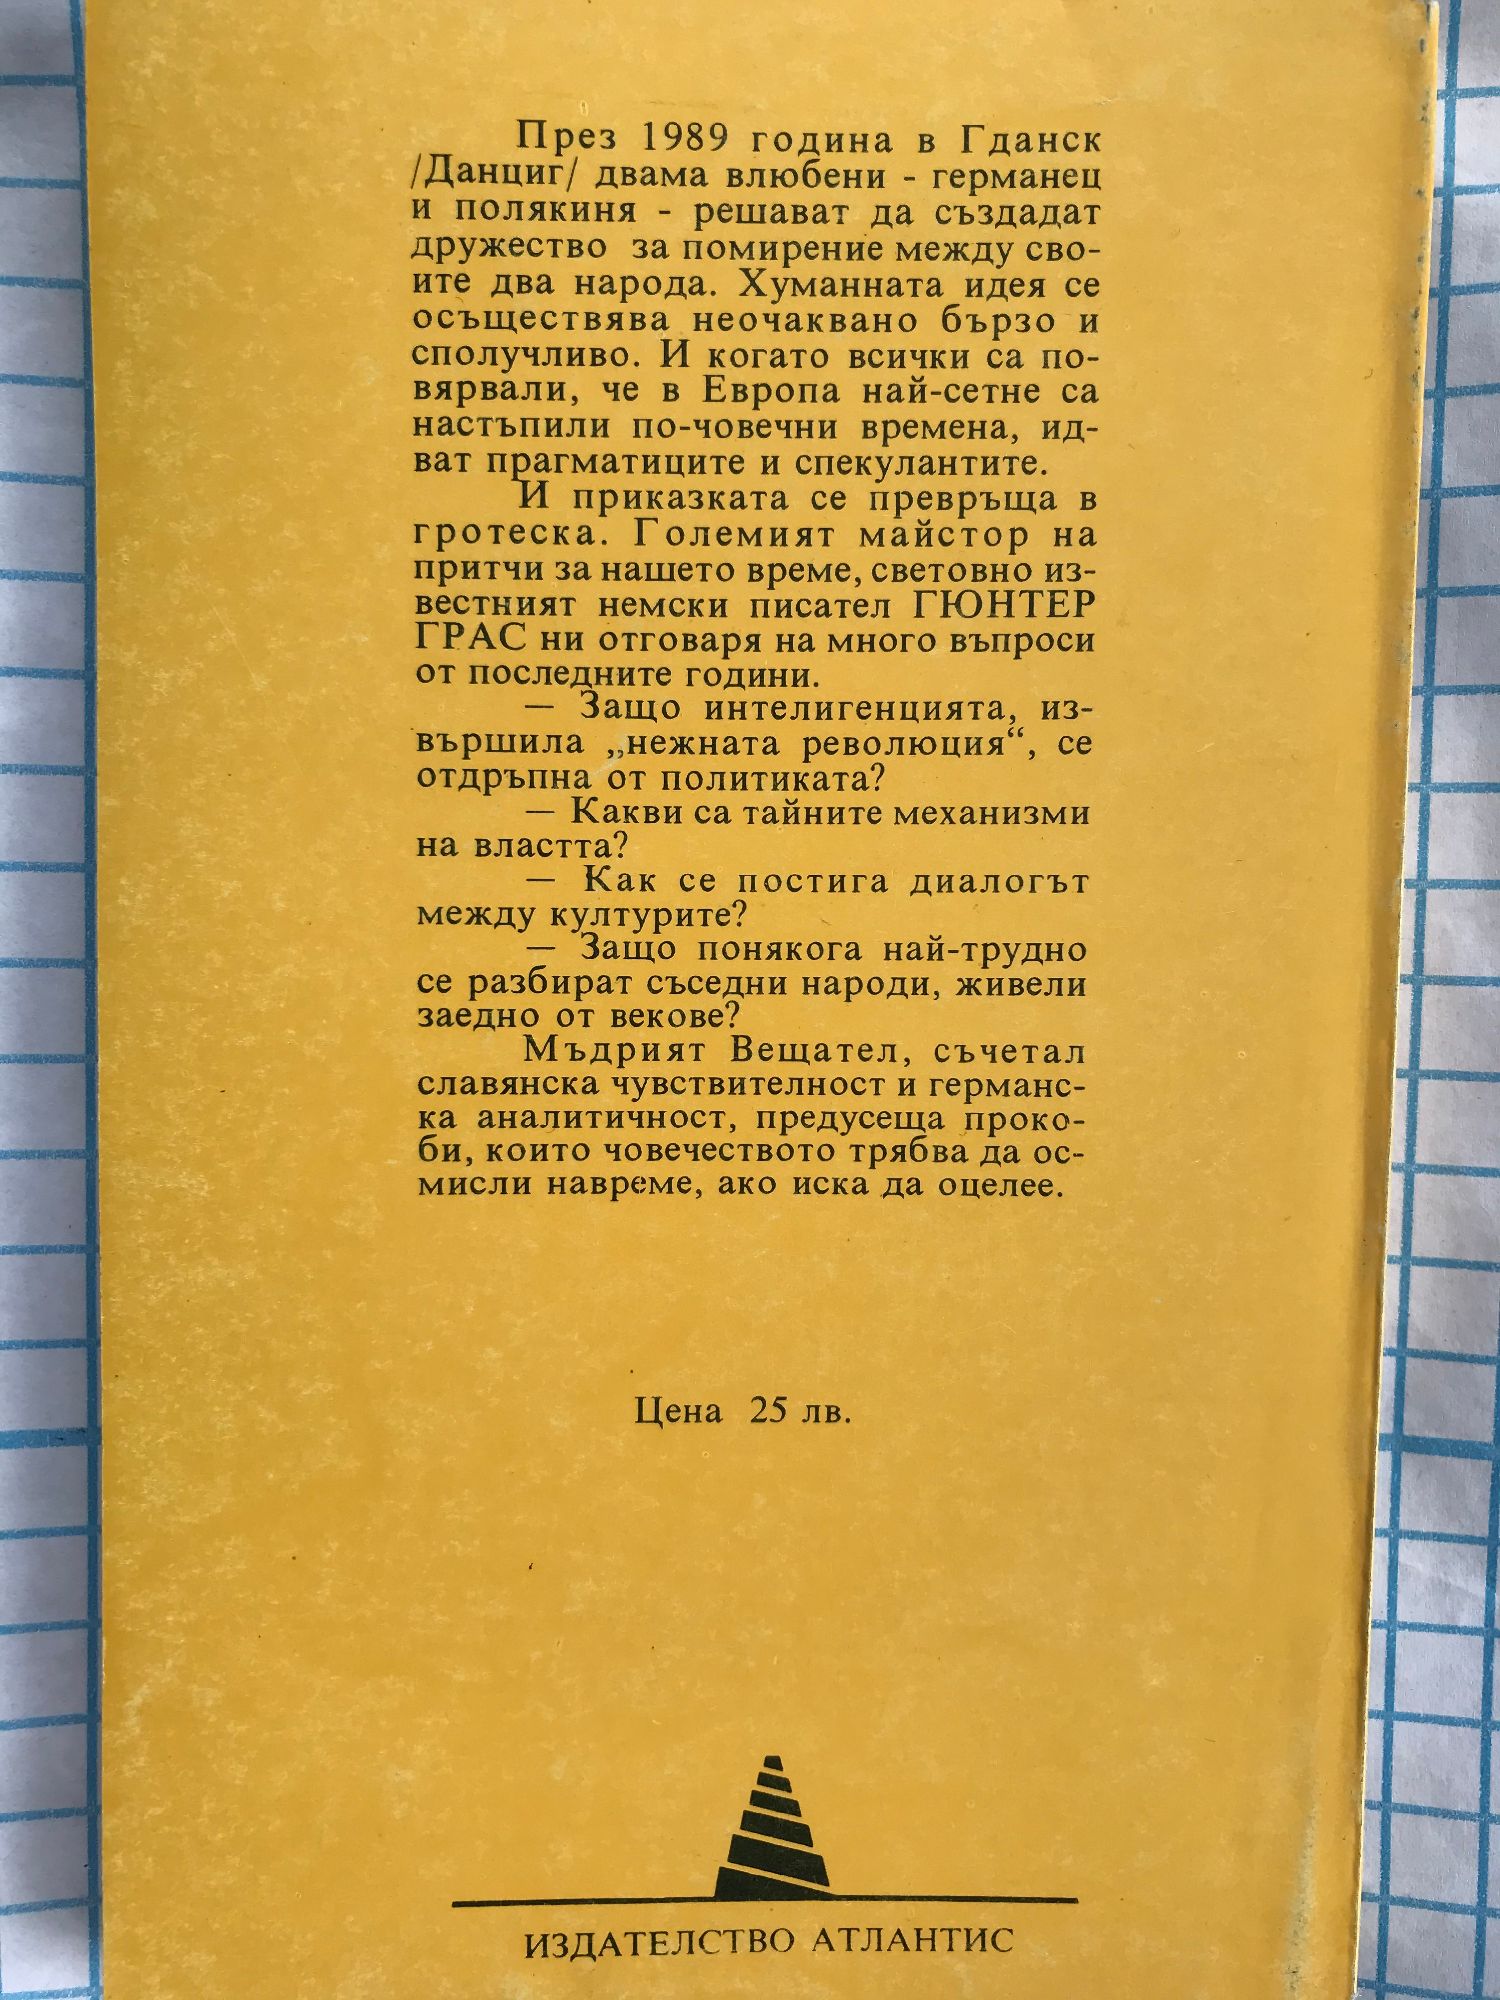 През 1989 година в Гданск
/Данциг/ двама влюбени - германец
и полякиня - решават да създадат
дружество за помирение между сво-
ите два народа. Хуманната идея се
осъществява неочаквано бързо и
сполучливо. И когато всички са по-
вярвали, че в Европа най-сетне са
настъпили по-човечни времена, ид-
ват прагматиците и спекулантите.
И приказката се превръща в
гротеска. Големият майстор на
притчи за нашето време, световно из-
вестният немски писател ГЮНТЕР
ГРАС ни отговаря на много въпроси
от последните години.
— Защо интелигенцията, из-
вършила „нежната революция“, се
отдръпна от политиката?
— Какви са тайните механизми
на властта?
— Как се постига диалогът
между културите?
— Защо понякога най-трудно
се разбират съседни народи, живели
заедно от векове?
Мъдрият Вещател, съчетал
славянска чувствителност и германс-
ка аналитичност, предусеща проко-
би, които човечеството трябва да ос-
мисли навреме, ако иска да оцелее.
Цена 25 лв.
ИЗДАТЕЛСТВО АТЛАНТИС